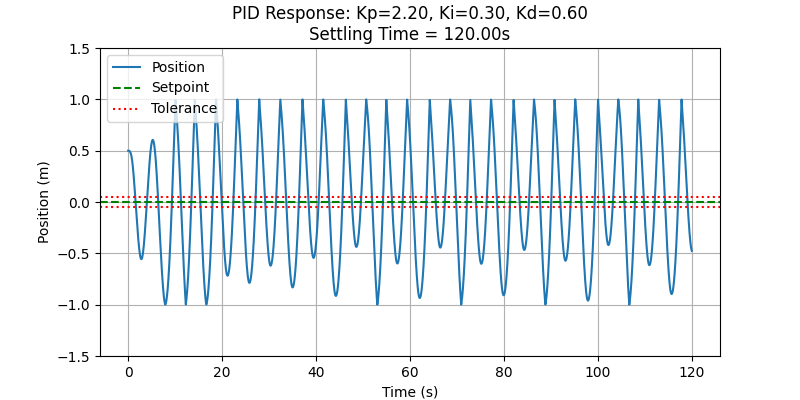 PID Response: Kp=2.20, Ki=0.30, Kd=0.60
Settling Time = 120.00s
Position
Setpoint
Tolerance
Position (m)
1.5
1.0
0.5
0.0
−0.5
−1.0
−1.5
0 20 40 60 80 100 120
Time (s)